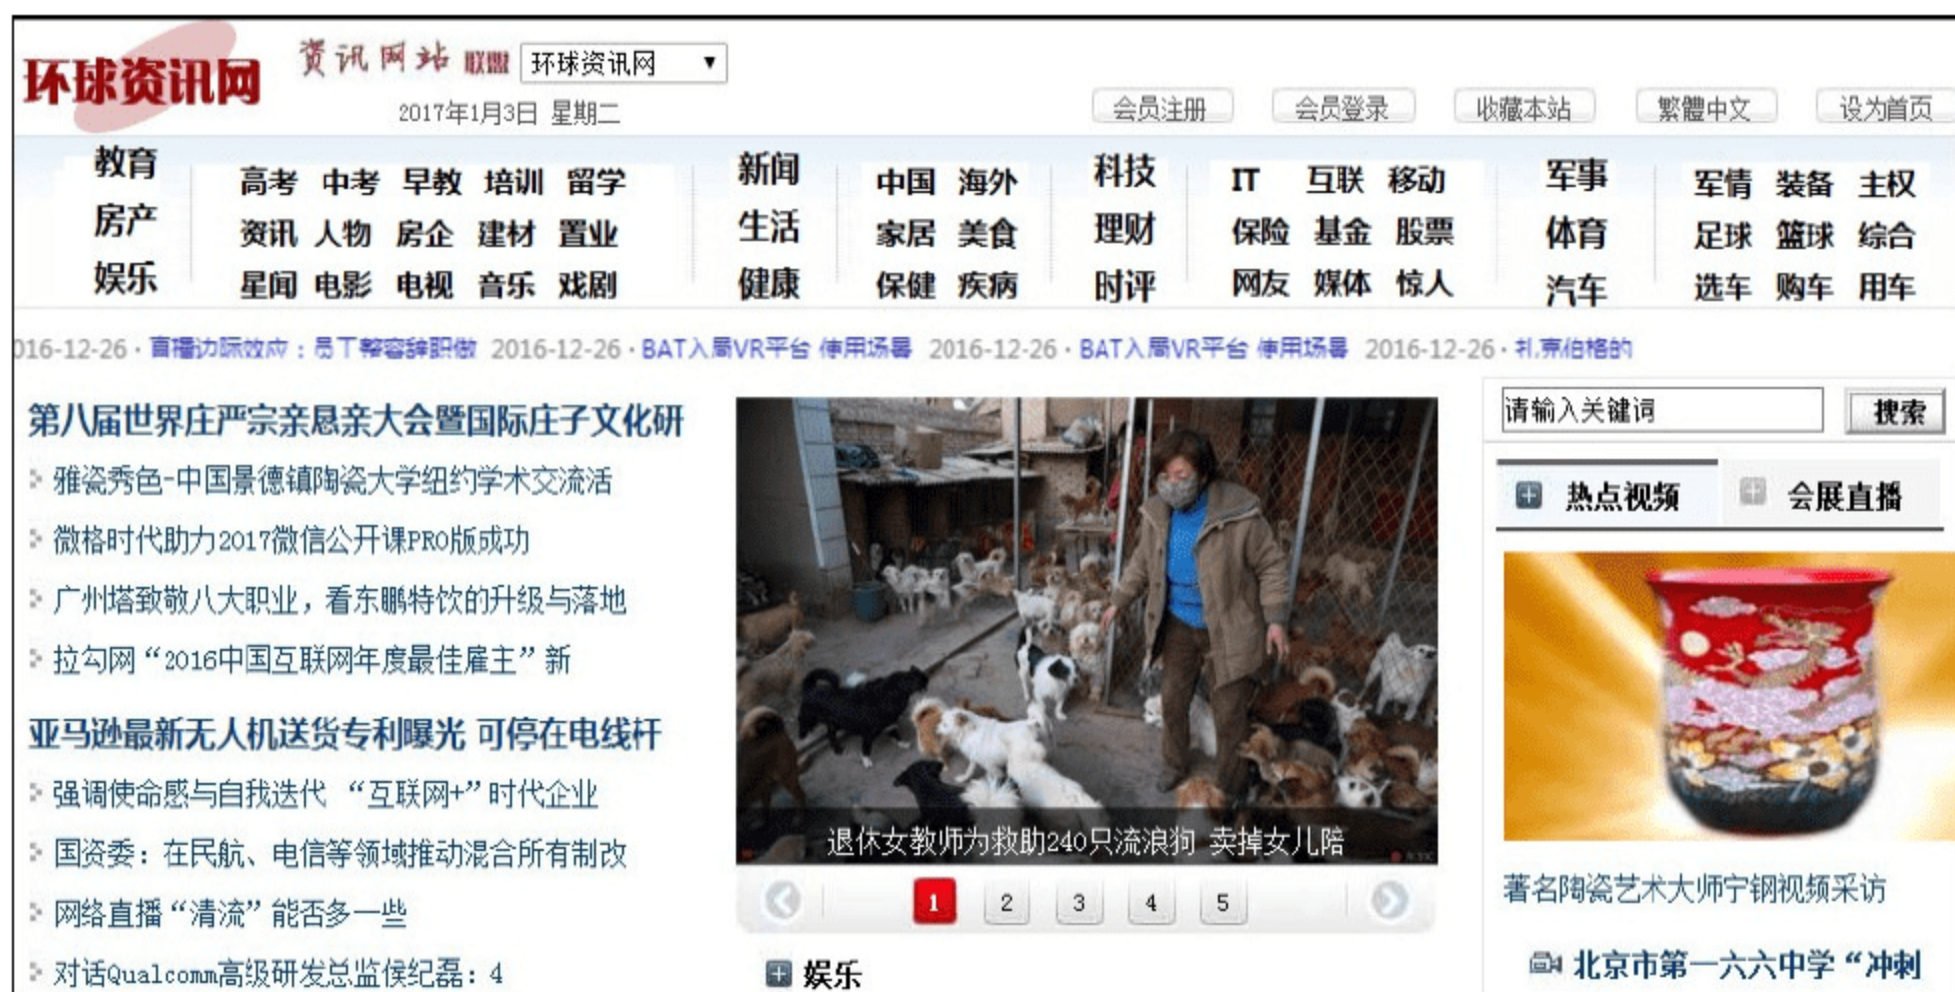 环球资讯网
资讯网站 联盟 环球资讯网
2017年1月3日 星期二
会员注册 会员登录 收藏本站 繁體中文 设为首页
教育 高考 中考 早教 培训 留学
房产 资讯 人物 房企 建材 置业
娱乐 星闻 电影 电视 音乐 戏剧
新闻 中国 海外
生活 家居 美食
健康 保健 疾病
科技 IT 互联 移动
理财 保险 基金 股票
时评 网友 媒体 惊人
军事 军情 装备 主权
体育 足球 篮球 综合
汽车 选车 购车 用车
016-12-26 · 直播边际效应：员工整容辞职做 2016-12-26 · BAT入局VR平台 使用场景 2016-12-26 · BAT入局VR平台 使用场景 2016-12-26 · 扎克伯格的
第八届世界庄严宗亲恳亲大会暨国际庄子文化研
雅瓷秀色-中国景德镇陶瓷大学纽约学术交流活
微格时代助力2017微信公开课PRO版成功
广州塔致敬八大职业，看东鹏特饮的升级与落地
拉勾网“2016中国互联网年度最佳雇主”新
亚马逊最新无人机送货专利曝光 可停在电线杆
强调使命感与自我迭代 “互联网+”时代企业
国资委：在民航、电信等领域推动混合所有制改
网络直播“清流”能否多一些
对话Qualcomm高级研发总监侯纪磊：4
退休女教师为救助240只流浪狗 卖掉女儿陪
1 2 3 4 5
娱乐
请输入关键词 搜索
热点视频 会展直播
著名陶瓷艺术大师宁钢视频采访
北京市第一六六中学“冲刺